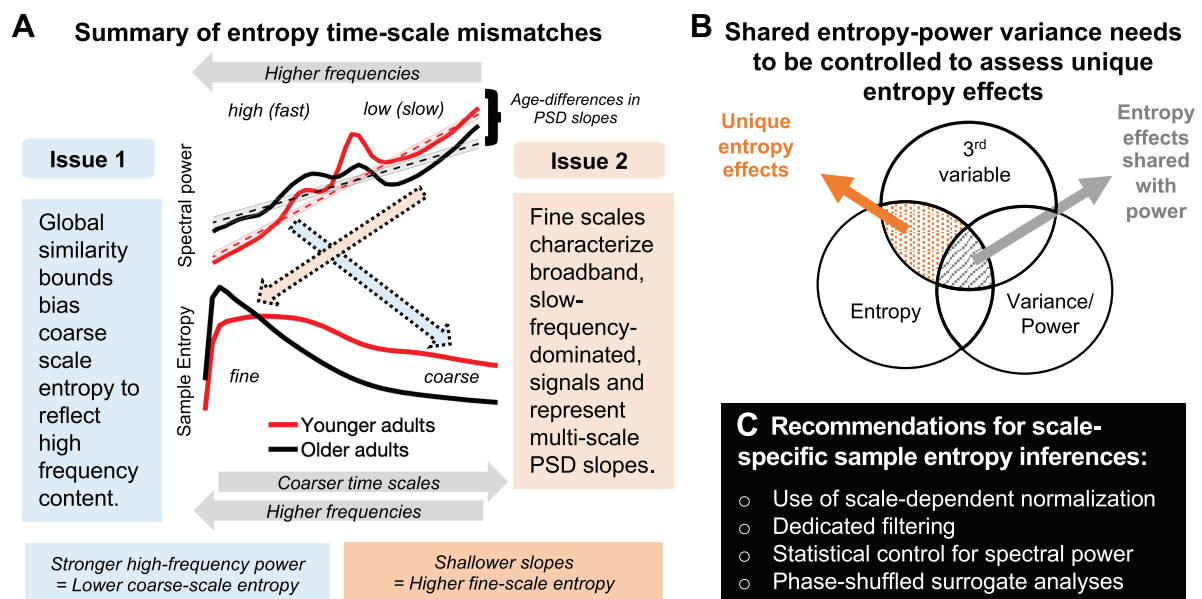 A Summary of entropy time-scale mismatches
Higher frequencies
high (fast)
low (slow)
Age-differences in
PSD slopes
Spectral power
Issue 1
Global
similarity
bounds
bias
coarse
scale
entropy to
reflect
high
frequency
content.
Issue 2
Fine scales
characterize
broadband,
slow-
frequency-
dominated,
signals and
represent
multi-scale
PSD slopes.
Sample Entropy
fine
coarse
Younger adults
Older adults
Coarser time scales
Higher frequencies
Stronger high-frequency power
= Lower coarse-scale entropy
Shallower slopes
= Higher fine-scale entropy
B Shared entropy-power variance needs
to be controlled to assess unique
entropy effects
Unique
entropy
effects
3rd
variable
Entropy
effects
shared
with
power
Entropy
Variance/
Power
C Recommendations for scale-
specific sample entropy inferences:
○ Use of scale-dependent normalization
○ Dedicated filtering
○ Statistical control for spectral power
○ Phase-shuffled surrogate analyses